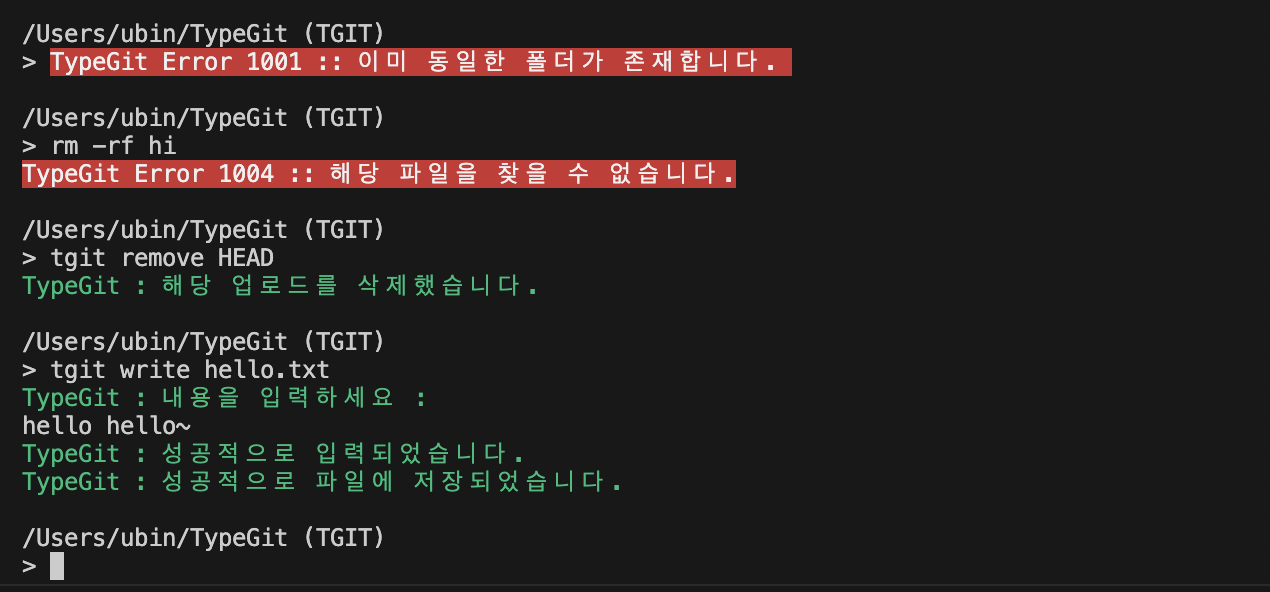 /Users/ubin/TypeGit (TGIT)
> TypeGit Error 1001 :: 이미 동일한 폴더가 존재합니다.
/Users/ubin/TypeGit (TGIT)
> rm -rf hi
TypeGit Error 1004 :: 해당 파일을 찾을 수 없습니다.
/Users/ubin/TypeGit (TGIT)
> tgit remove HEAD
TypeGit : 해당 업로드를 삭제했습니다.
/Users/ubin/TypeGit (TGIT)
> tgit write hello.txt
TypeGit : 내용을 입력하세요 :
hello hello~
TypeGit : 성공적으로 입력되었습니다.
TypeGit : 성공적으로 파일에 저장되었습니다.
/Users/ubin/TypeGit (TGIT)
>